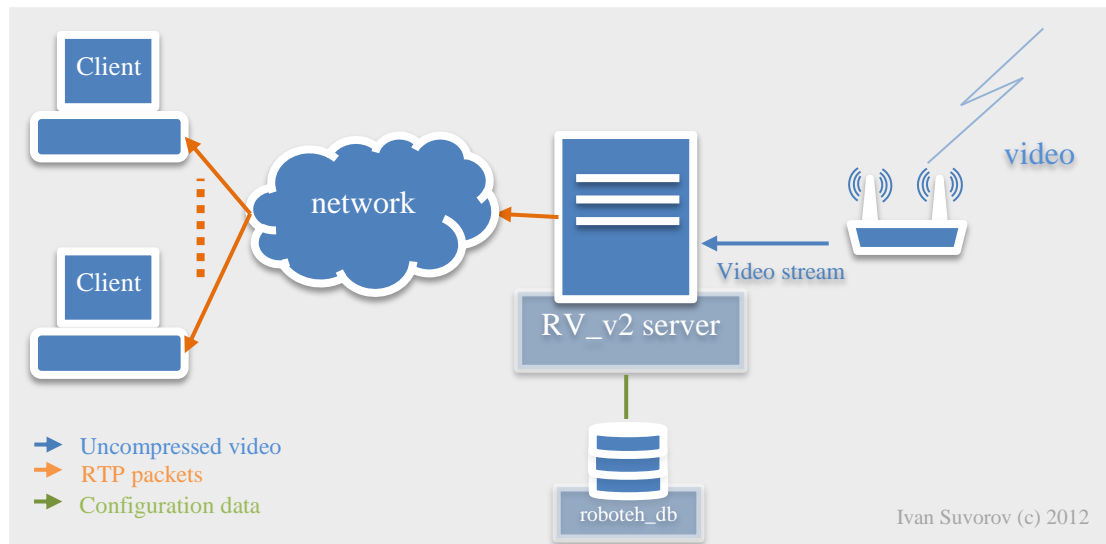 Client
network
video
Client
Video stream
RV_v2 server
Uncompressed video
RTP packets
Configuration data
roboteh_db
Ivan Suvorov (c) 2012